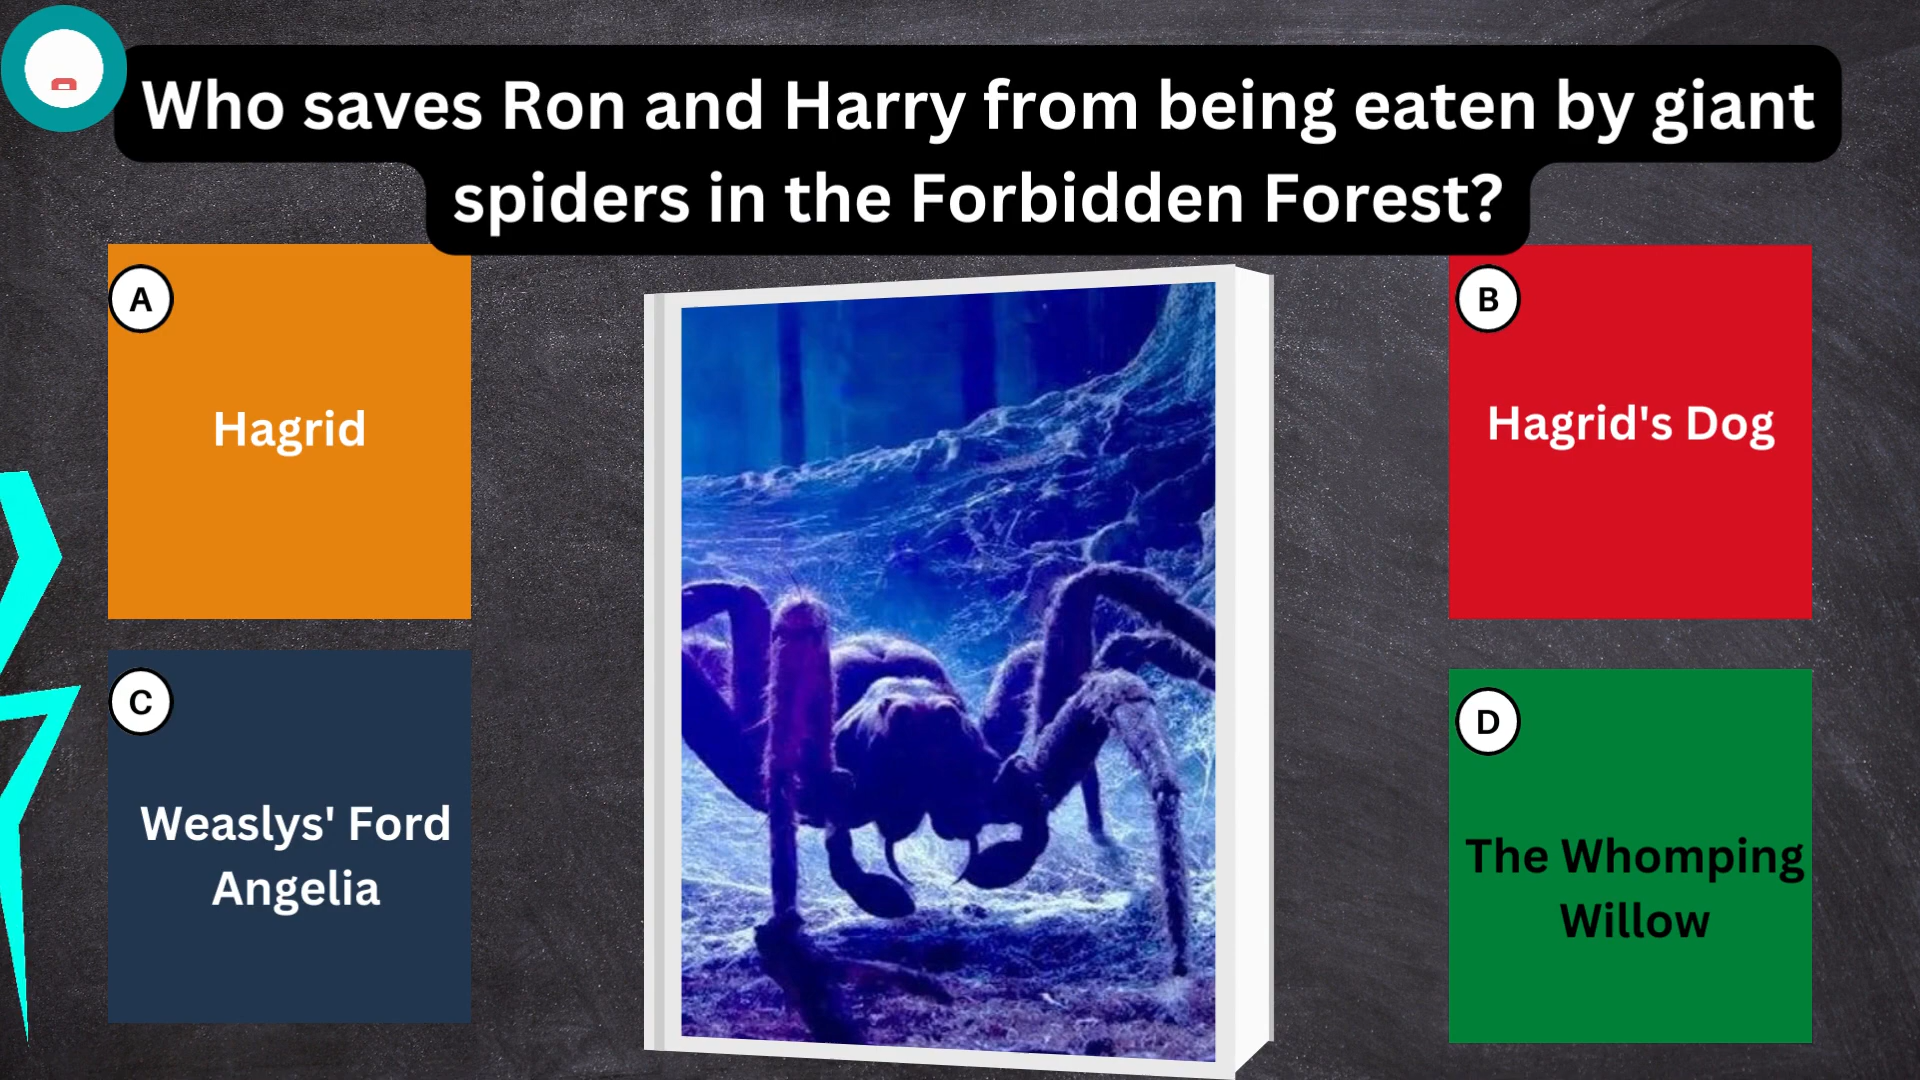 Who saves Ron and Harry from being eaten by giant
spiders in the Forbidden Forest?
A
Hagrid
B
Hagrid's Dog
C
Weaslys' Ford
Angelia
D
The Whomping
Willow